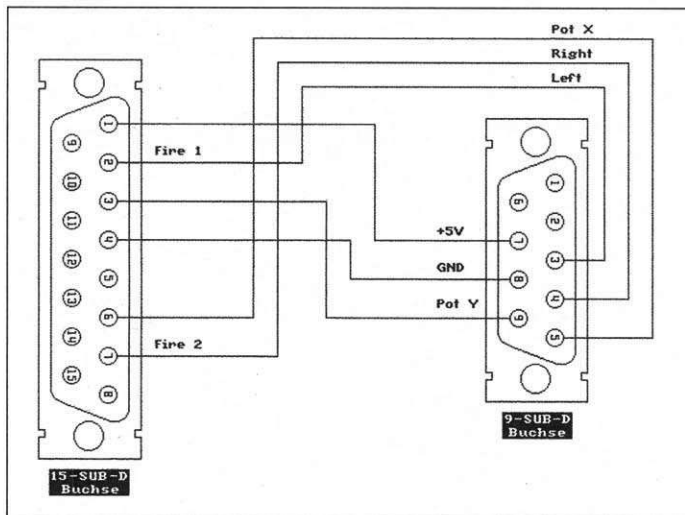 Pot X
Right
Left
1
2
3
4
5
6
7
8
9
10
11
12
13
14
15
Fire 1
Fire 2
+5V
GND
Pot Y
1
2
3
4
5
6
7
8
9
15-SUB-D
Buchse
9-SUB-D
Buchse